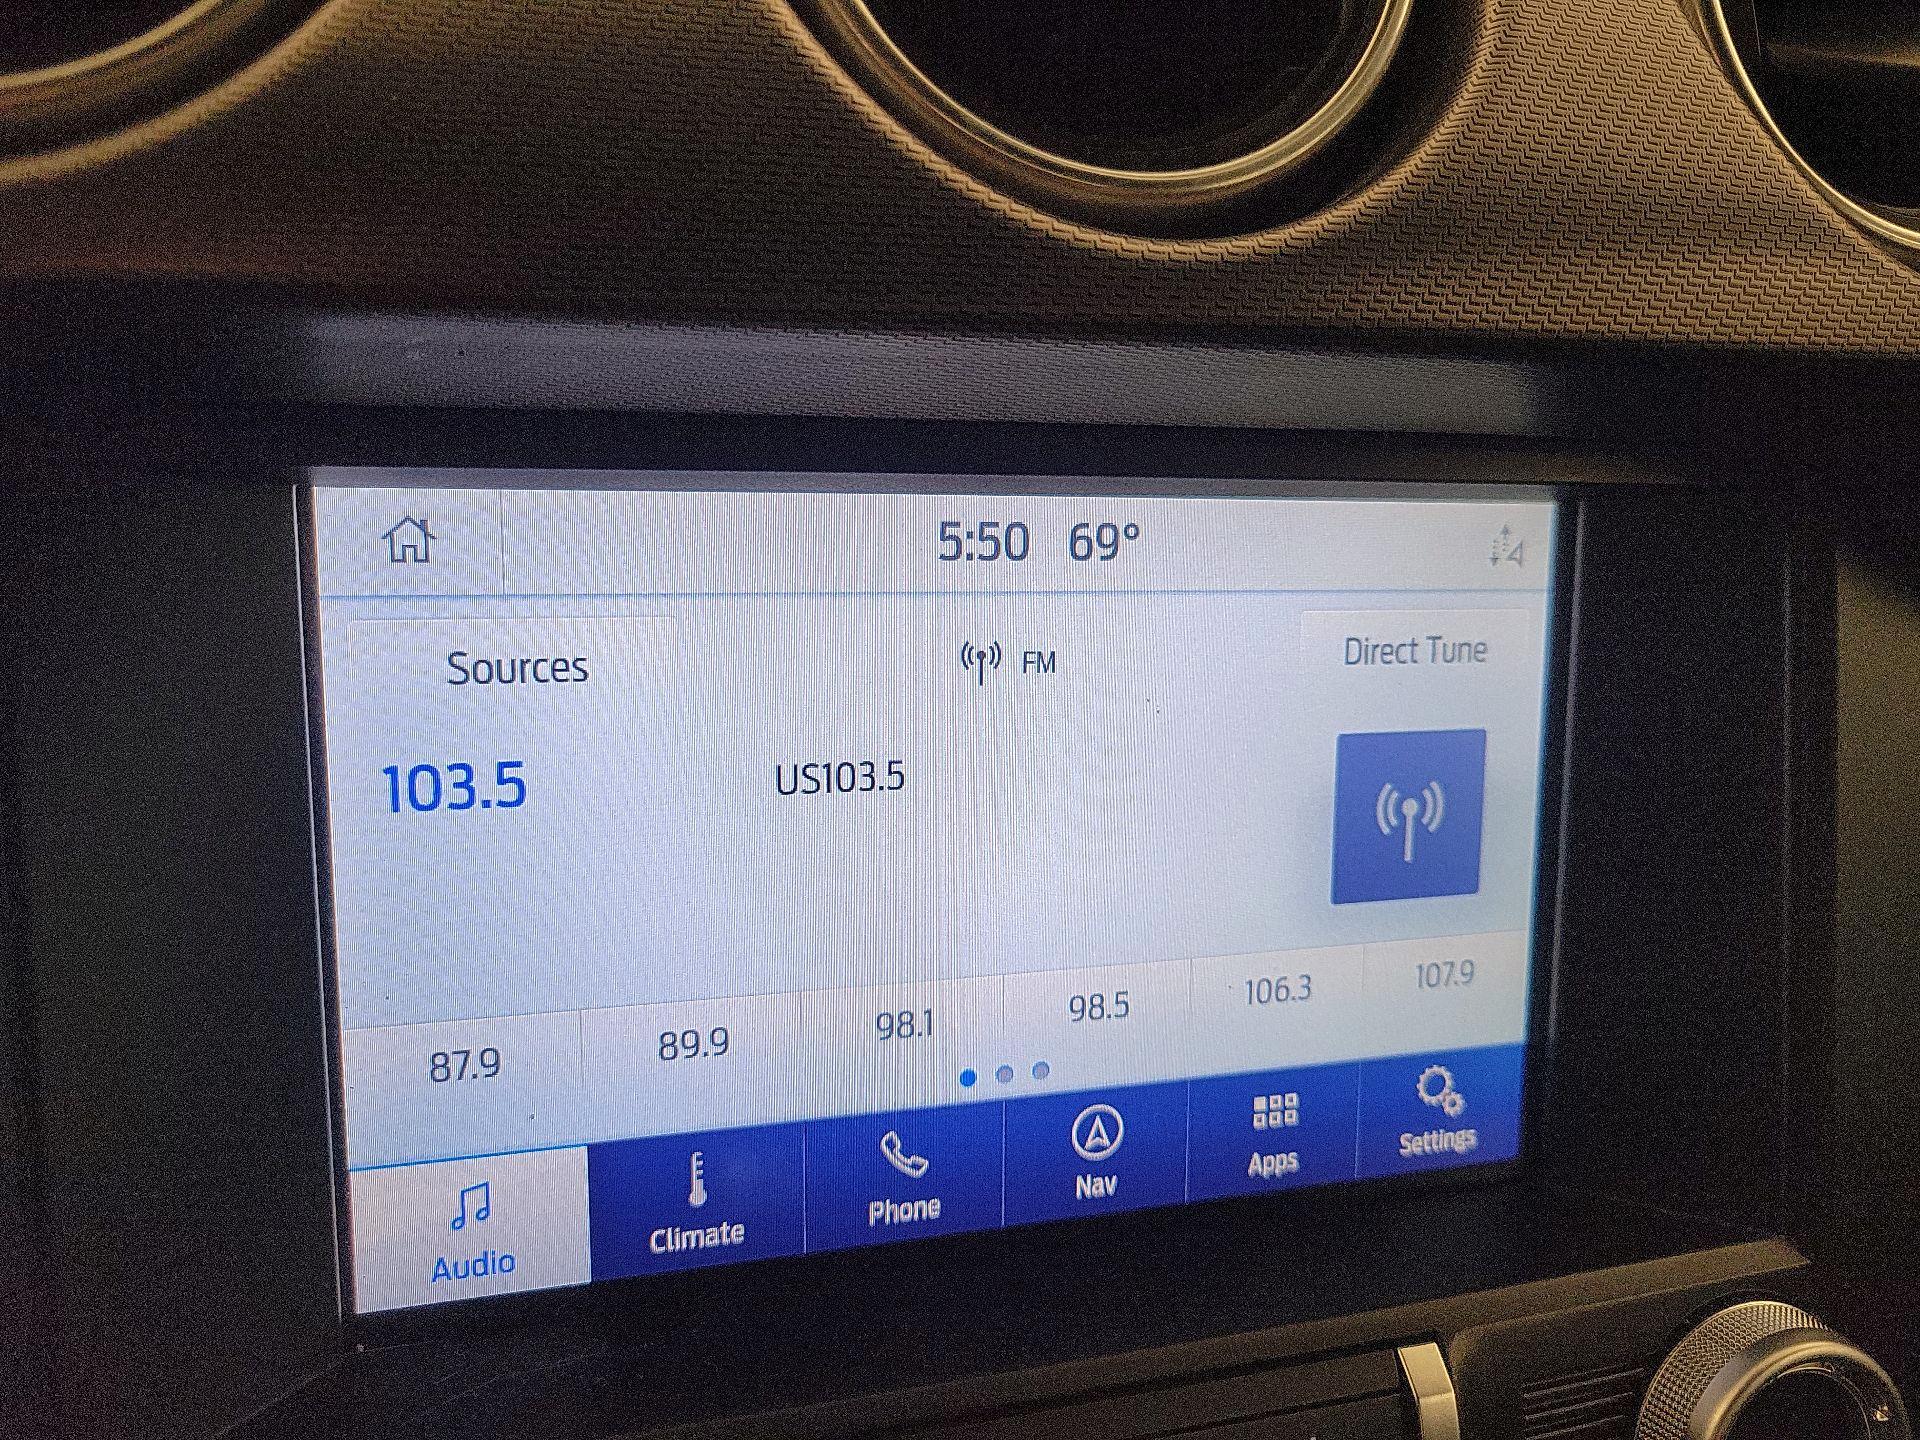 5:50 69°
Sources
FM
Direct Tune
103.5
US103.5
87.9
89.9
98.1
98.5
106.3
107.9
Audio
Climate
Phone
Nav
Apps
Settings